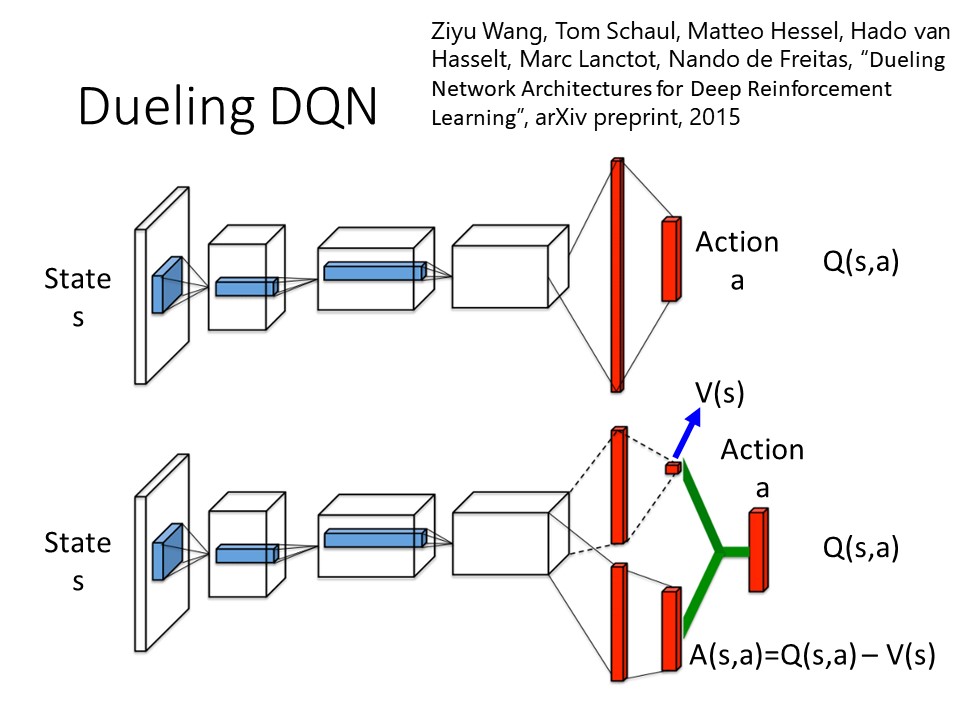 Ziyu Wang, Tom Schaul, Matteo Hessel, Hado van
Hasselt, Marc Lanctot, Nando de Freitas, “Dueling
Network Architectures for Deep Reinforcement
Learning”, arXiv preprint, 2015
Dueling DQN
State
s
Action
a
Q(s,a)
V(s)
Action
a
State
s
Q(s,a)
A(s,a)=Q(s,a) – V(s)